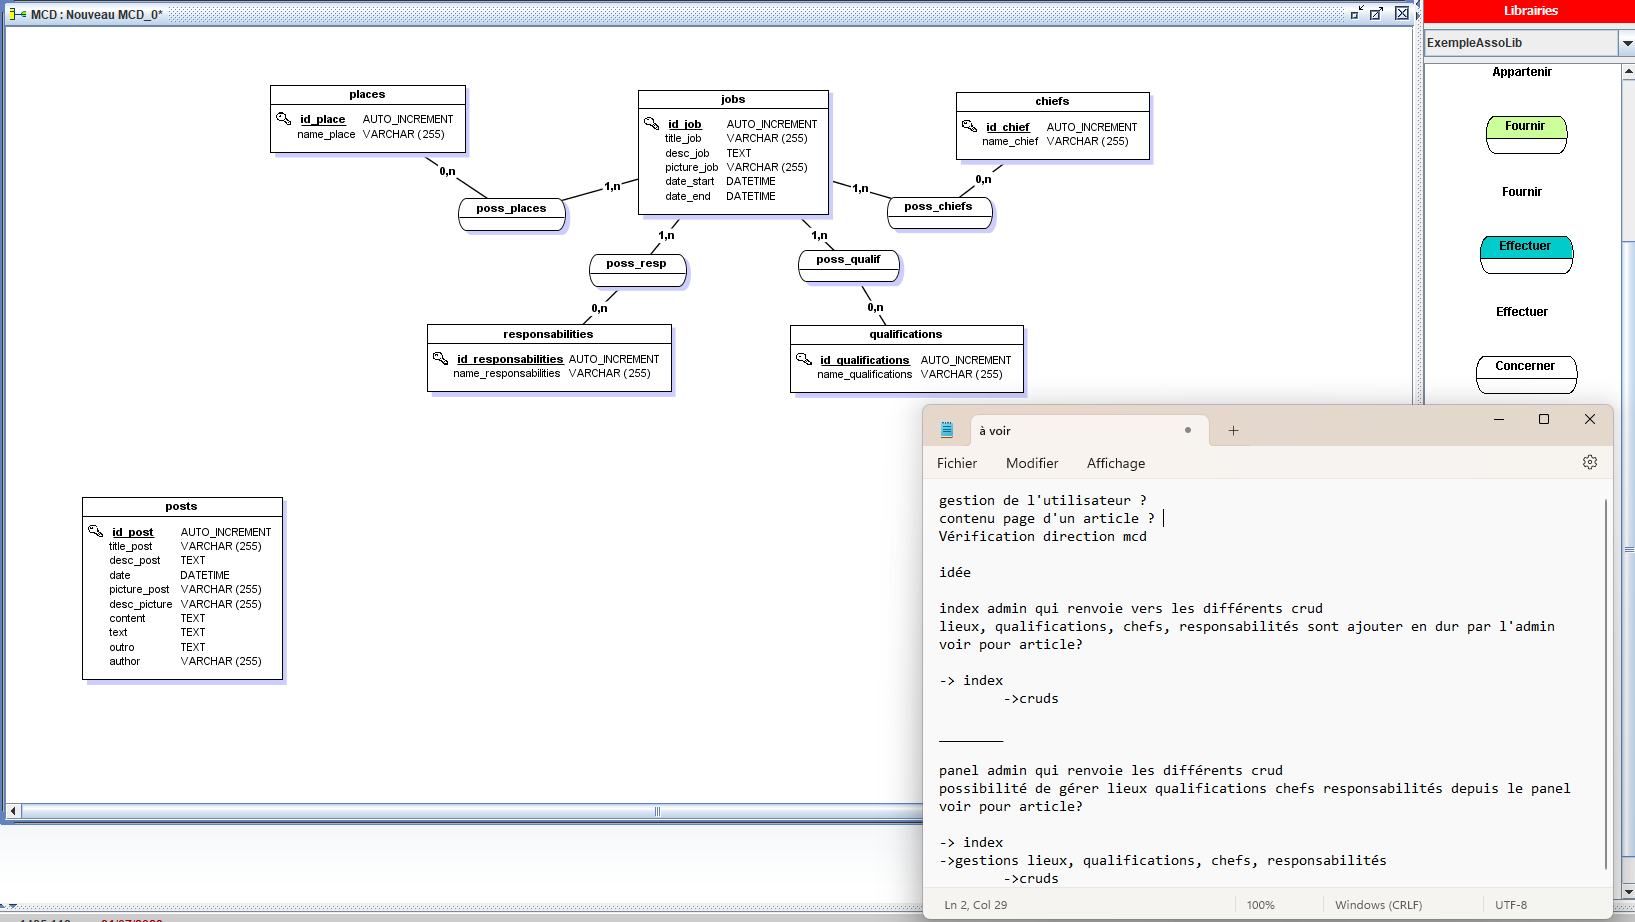 MCD : Nouveau MCD_0*
places
id_place AUTO_INCREMENT
name_place VARCHAR (255)
jobs
id_job AUTO_INCREMENT
title_job VARCHAR (255)
desc_job TEXT
picture_job VARCHAR (255)
date_start DATETIME
date_end DATETIME
chiefs
id_chief AUTO_INCREMENT
name_chief VARCHAR (255)
0,n
1,n
1,n
0,n
poss_places
poss_chiefs
1,n
1,n
poss_resp
poss_qualif
0,n
0,n
responsabilities
id_responsabilities AUTO_INCREMENT
name_responsabilities VARCHAR (255)
qualifications
id_qualifications AUTO_INCREMENT
name_qualifications VARCHAR (255)
posts
id_post AUTO_INCREMENT
title_post VARCHAR (255)
desc_post TEXT
date DATETIME
picture_post VARCHAR (255)
desc_picture VARCHAR (255)
content TEXT
text TEXT
outro TEXT
author VARCHAR (255)
Librairies
ExempleAssoLib
Appartenir
Fournir
Fournir
Effectuer
Effectuer
Concerner
à voir
Fichier Modifier Affichage
gestion de l'utilisateur ?
contenu page d'un article ?
Vérification direction mcd
idée
index admin qui renvoie vers les différents crud
lieux, qualifications, chefs, responsabilités sont ajouter en dur par l'admin
voir pour article?
-> index
->cruds
________
panel admin qui renvoie les différents crud
possibilité de gérer lieux qualifications chefs responsabilités depuis le panel
voir pour article?
-> index
->gestions lieux, qualifications, chefs, responsabilités
->cruds
Ln 2, Col 29 100% Windows (CRLF) UTF-8